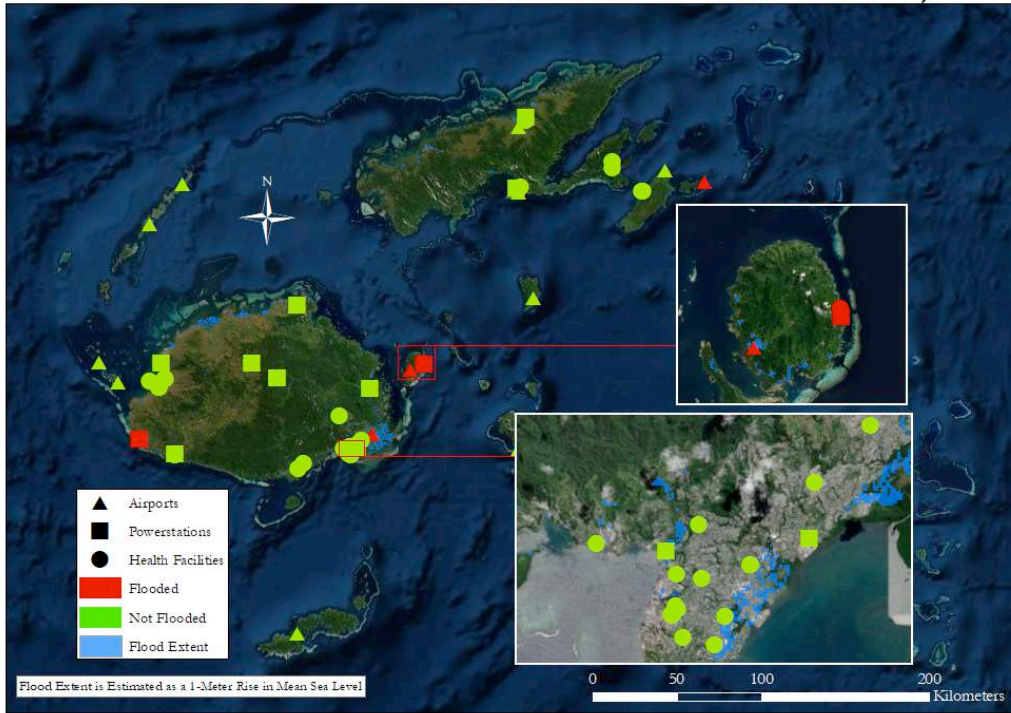 N
Airports
Powerstations
Health Facilities
Flooded
Not Flooded
Flood Extent
Flood Extent is Estimated as a 1-Meter Rise in Mean Sea Level
0 50 100 200
Kilometers